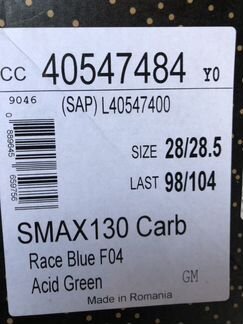 CC 40547484 Y0
9046 (SAP) L40547400
SIZE 28/28.5
LAST 98/104
SMAX130 Carb
Race Blue F04
Acid Green GM
Made in Romania